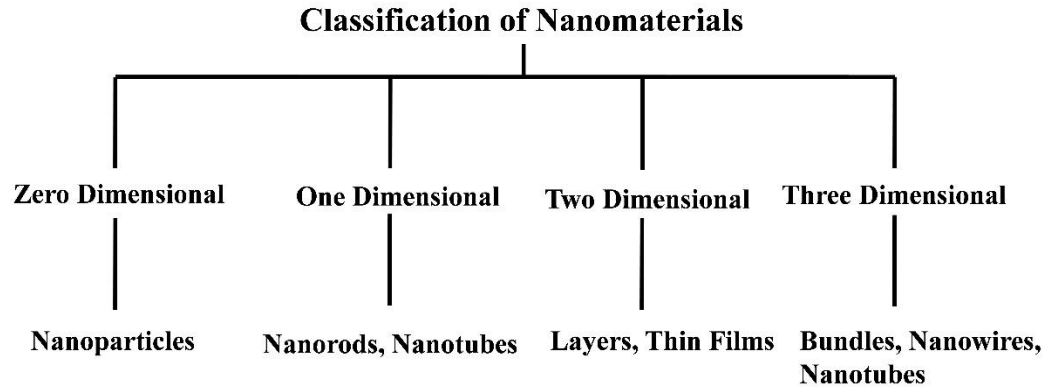 Classification of Nanomaterials
Zero Dimensional
One Dimensional
Two Dimensional
Three Dimensional
Nanoparticles
Nanorods, Nanotubes
Layers, Thin Films
Bundles, Nanowires,
Nanotubes